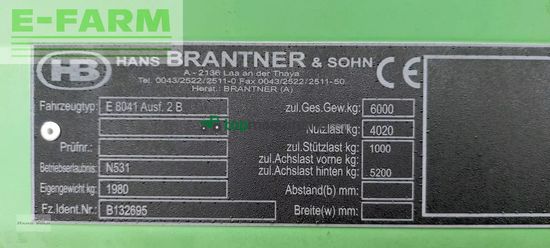 E-FARM
HB
HANS BRANTNER & SOHN
A - 2136 Laa an der Thaya
Tel. 0043/2522/2511-0 Fax 0043/2522/2511-50
Herst.: BRANTNER (A)
CE
Fahrzeugtyp: E 8041 Ausf. 2 B
Prüfnr.:
Betriebserlaubnis: N531
Eigengewicht kg: 1980
Fz.Ident.Nr.: B132695
zul.Ges.Gew.kg: 6000
Nutzlast kg: 4020
zul.Stützlast kg: 1000
zul.Achslast vorne kg:
zul.Achslast hinten kg: 5200
Abstand(b) mm:
Breite(w) mm: